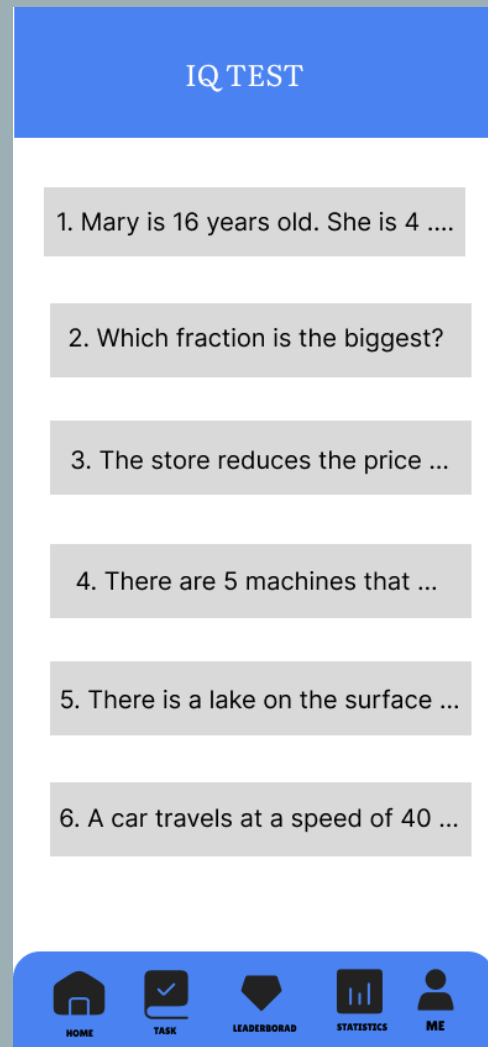 IQ TEST
1. Mary is 16 years old. She is 4 ....
2. Which fraction is the biggest?
3. The store reduces the price ...
4. There are 5 machines that ...
5. There is a lake on the surface ...
6. A car travels at a speed of 40 ...
HOME TASK LEADERBORAD STATISTICS ME